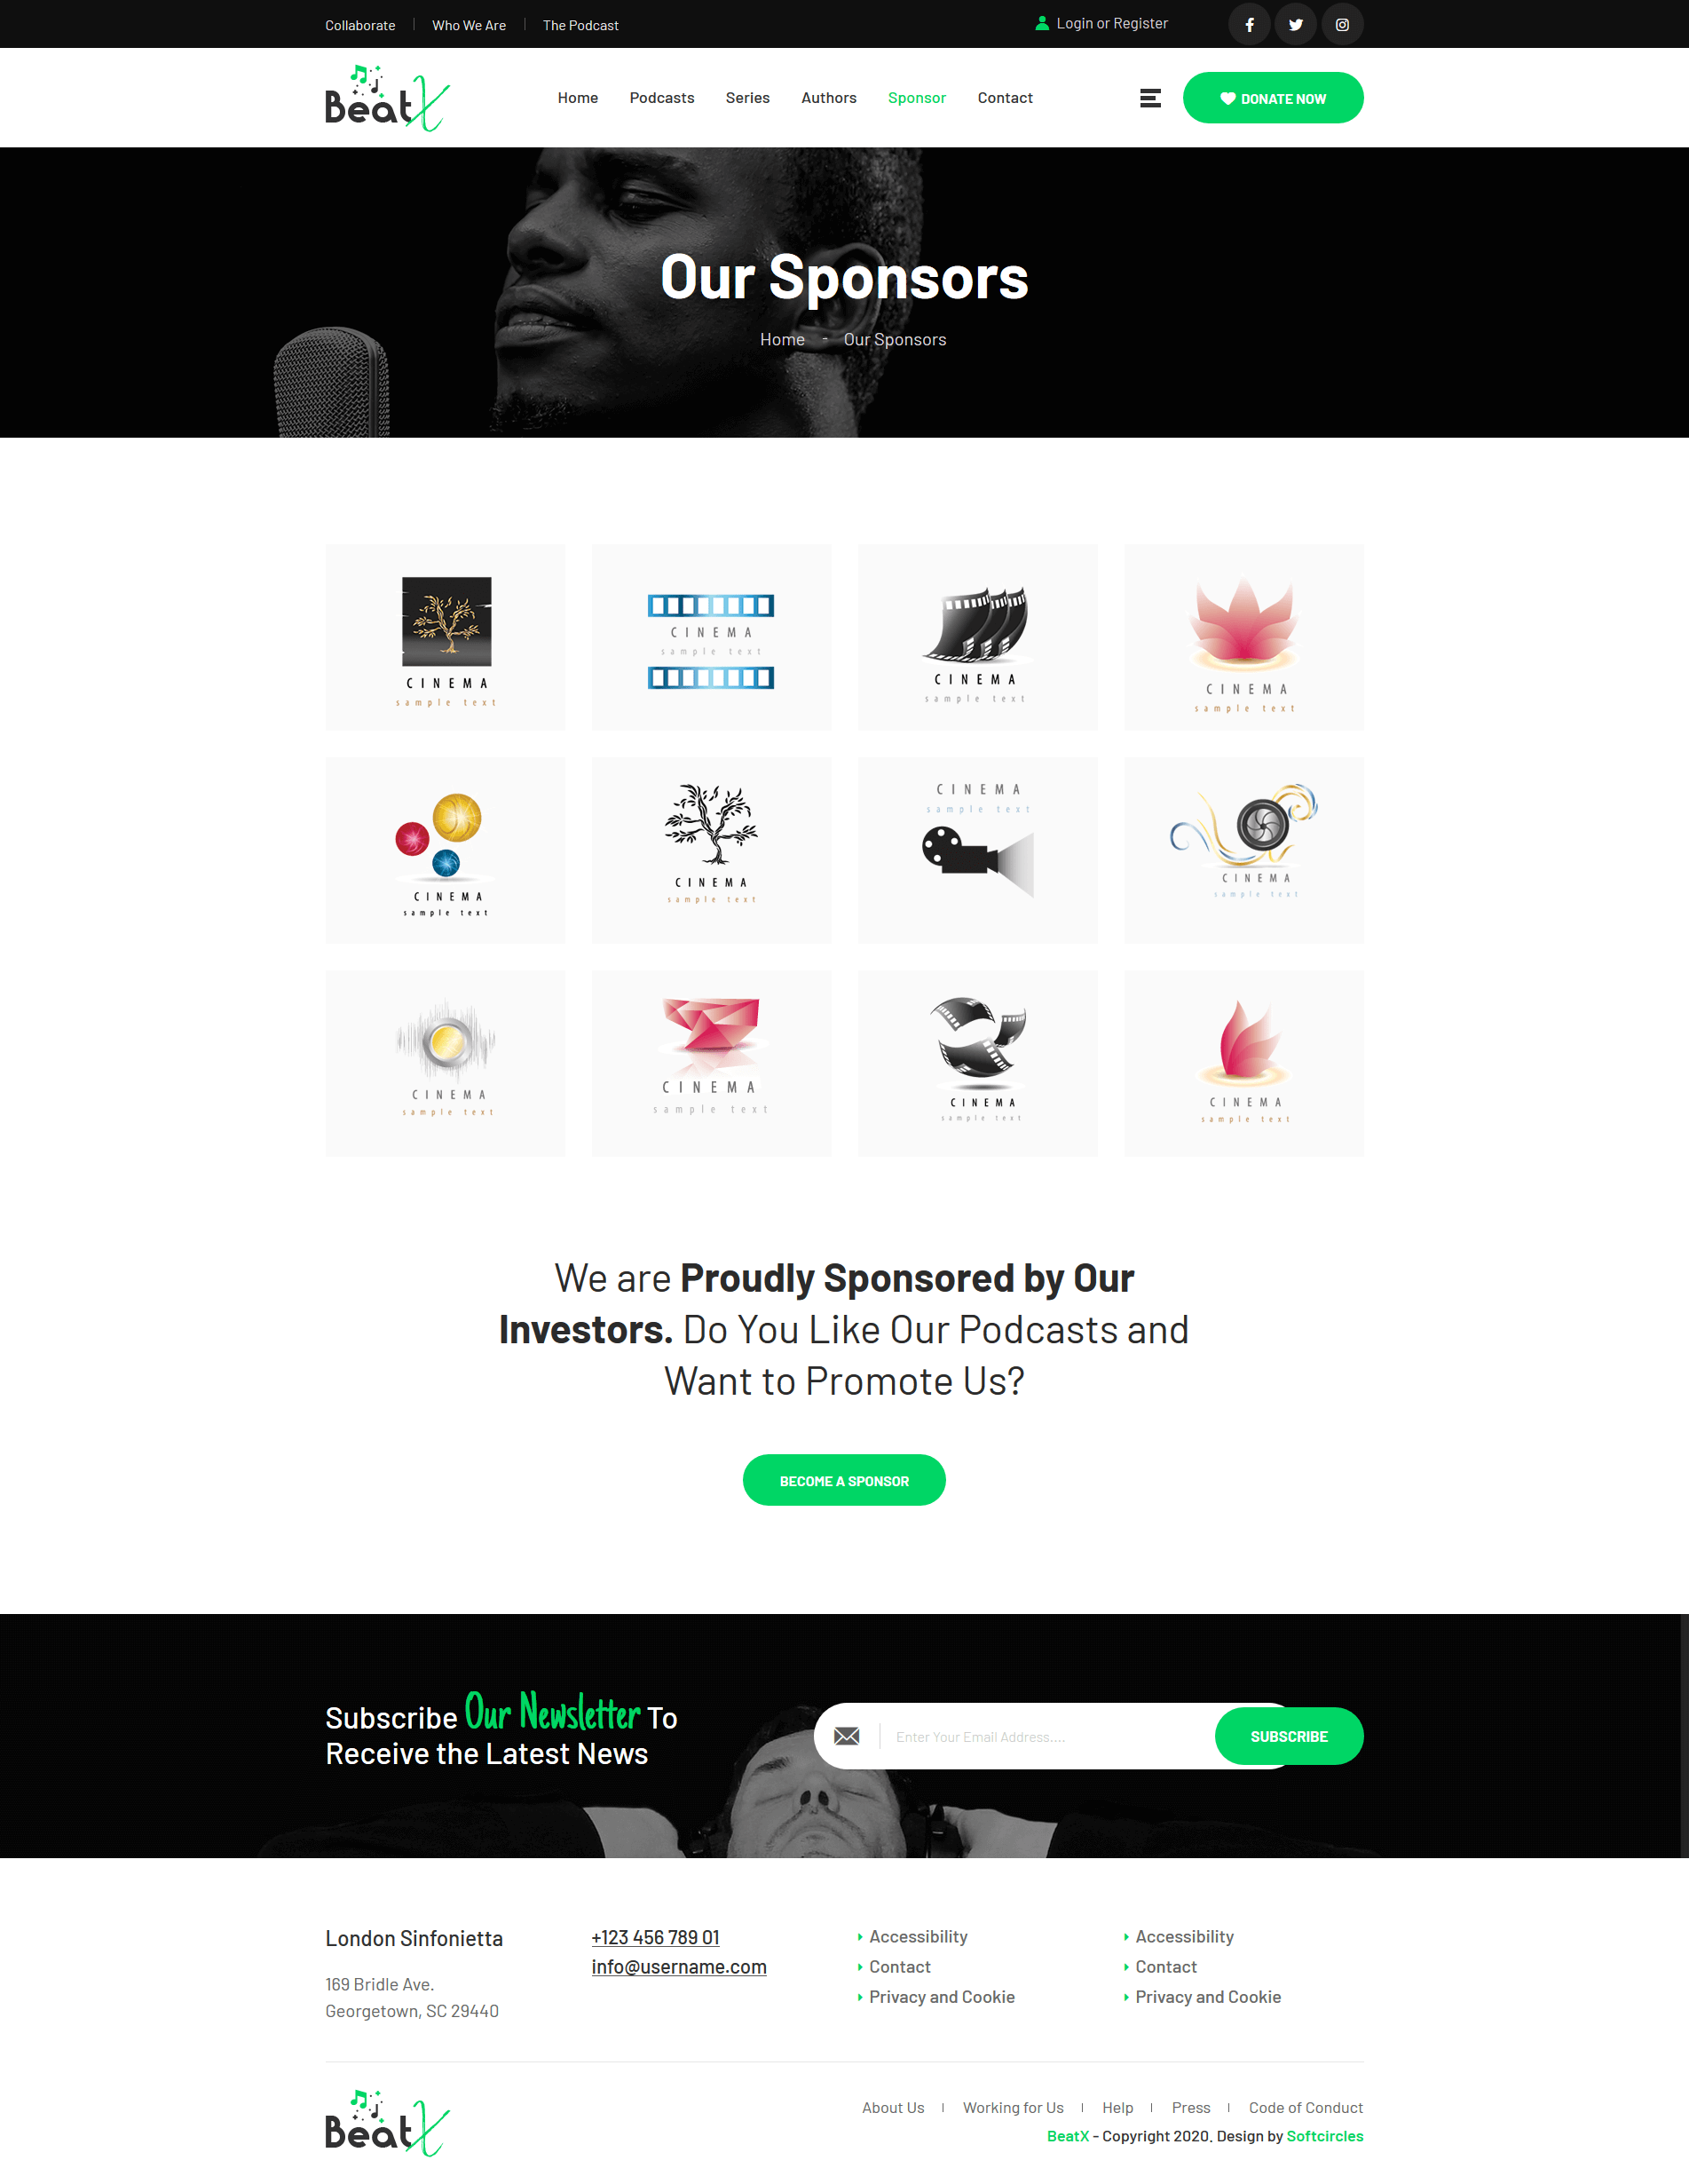 Collaborate
Who We Are
The Podcast
Login or Register
BeatX
Home
Podcasts
Series
Authors
Sponsor
Contact
DONATE NOW
Our Sponsors
Home - Our Sponsors
CINEMA
sample text
CINEMA
sample text
CINEMA
sample text
CINEMA
sample text
CINEMA
sample text
CINEMA
sample text
CINEMA
sample text
CINEMA
sample text
CINEMA
sample text
CINEMA
sample text
CINEMA
sample text
CINEMA
sample text
We are Proudly Sponsored by Our
Investors. Do You Like Our Podcasts and
Want to Promote Us?
BECOME A SPONSOR
Subscribe Our Newsletter To
Receive the Latest News
Enter Your Email Address....
SUBSCRIBE
London Sinfonietta
169 Bridle Ave.
Georgetown, SC 29440
+123 456 789 01
info@username.com
Accessibility
Contact
Privacy and Cookie
Accessibility
Contact
Privacy and Cookie
BeatX
About Us
Working for Us
Help
Press
Code of Conduct
BeatX - Copyright 2020. Design by Softcircles